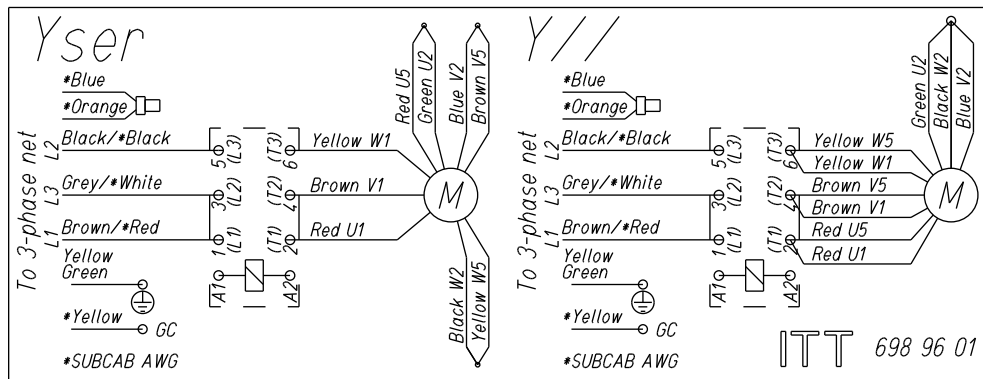 Yser
*Blue
*Orange
To 3-phase net
L2
Black/*Black
L3
Grey/*White
L1
Brown/*Red
Yellow
Green
*Yellow
GC
*SUBCAB AWG
5 (L3)
(T3) 6
3 (L2)
(T2) 4
1 (L1)
(T1) 2
A1
A2
Yellow W1
Brown V1
Red U1
Red U5
Green U2
Blue V2
Brown V5
M
Black W2
Yellow W5
Y//
*Blue
*Orange
To 3-phase net
L2
Black/*Black
L3
Grey/*White
L1
Brown/*Red
Yellow
Green
*Yellow
GC
*SUBCAB AWG
5 (L3)
(T3) 6
3 (L2)
(T2) 4
1 (L1)
(T1) 2
A1
A2
Yellow W5
Yellow W1
Brown V5
Brown V1
Red U5
Red U1
Green U2
Black W2
Blue V2
M
ITT 698 96 01